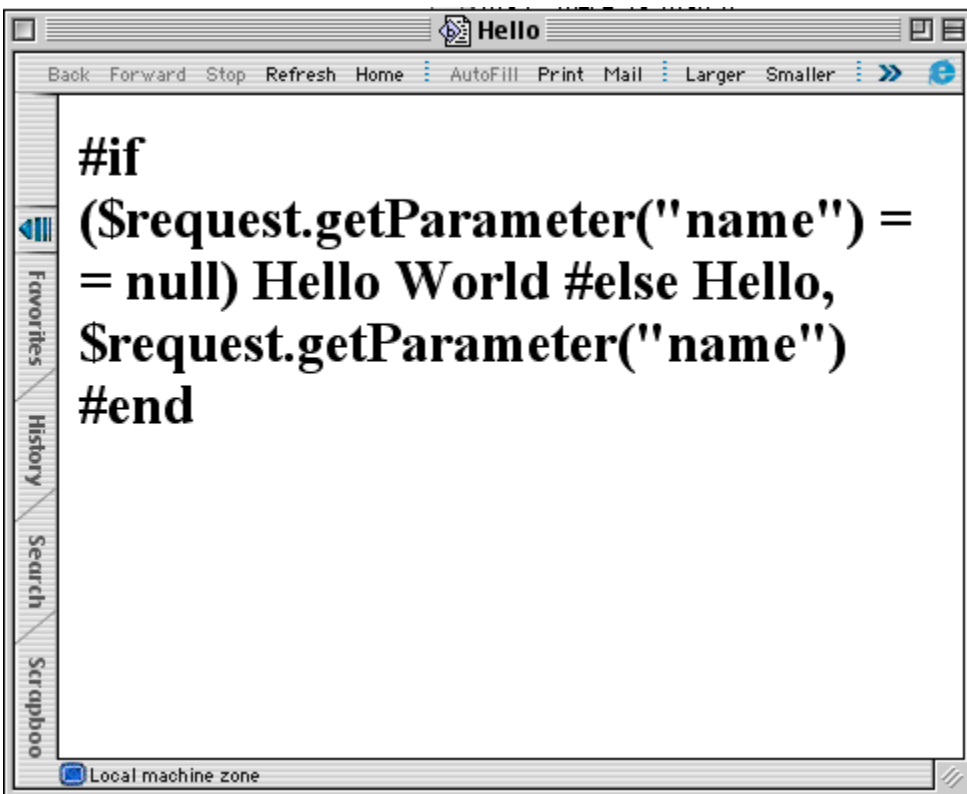 Hello
Back Forward Stop Refresh Home AutoFill Print Mail Larger Smaller »
#if
($request.getParameter("name") =
= null) Hello World #else Hello,
$request.getParameter("name")
#end
Favorites
History
Search
Scrapboo
Local machine zone